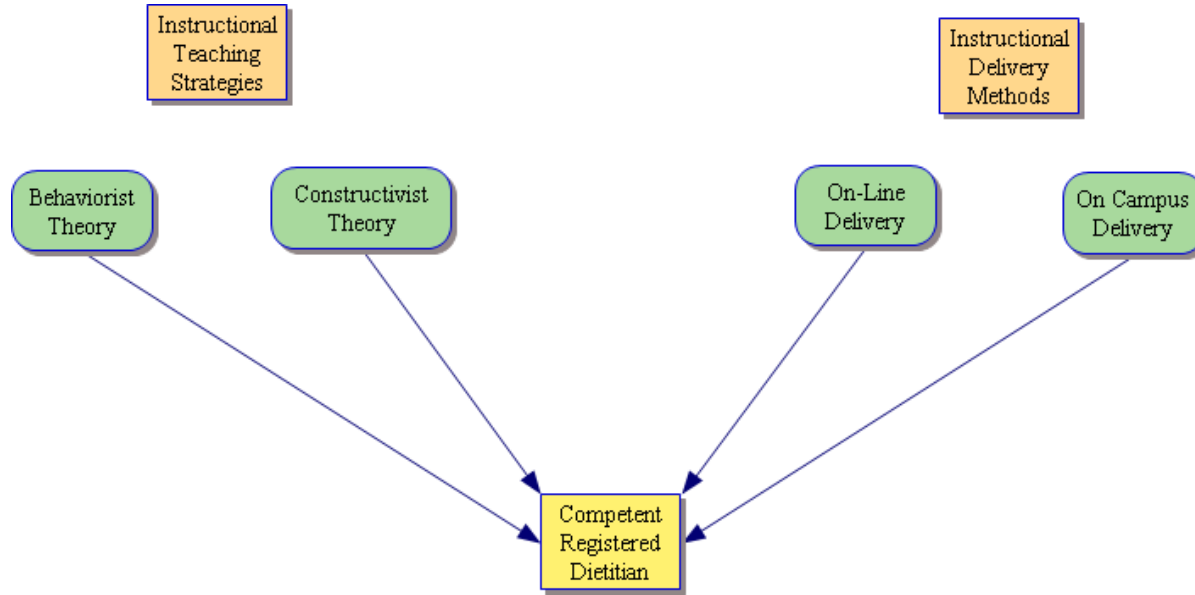 Instructional
Teaching
Strategies
Instructional
Delivery
Methods
Behaviorist
Theory
Constructivist
Theory
On-Line
Delivery
On Campus
Delivery
Competent
Registered
Dietitian